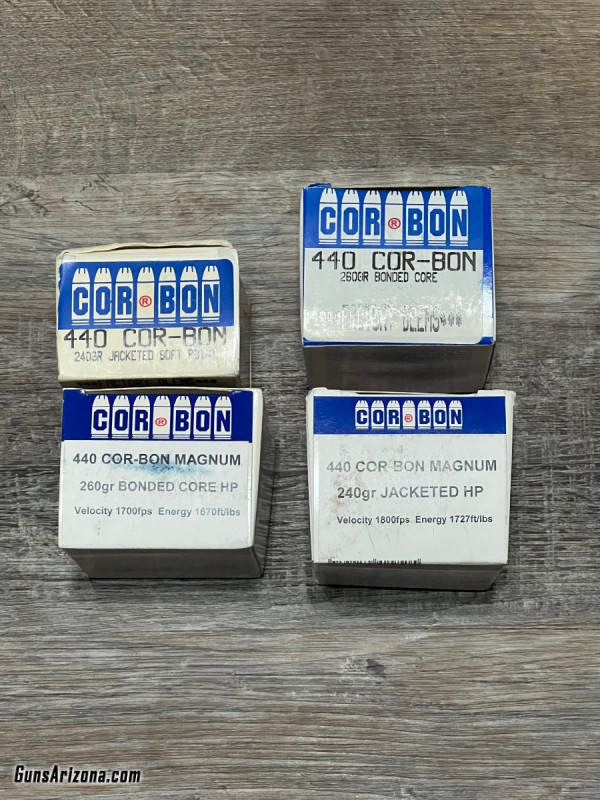 COR®BON
440 COR-BON
240GR JACKETED SOFT POINT
COR®BON
440 COR-BON
260GR BONDED CORE
COR®BON
440 COR-BON MAGNUM
260gr BONDED CORE HP
Velocity 1700fps Energy 1670ft/lbs
COR®BON
440 COR-BON MAGNUM
240gr JACKETED HP
Velocity 1800fps Energy 1727ft/lbs
GunsArizona.com